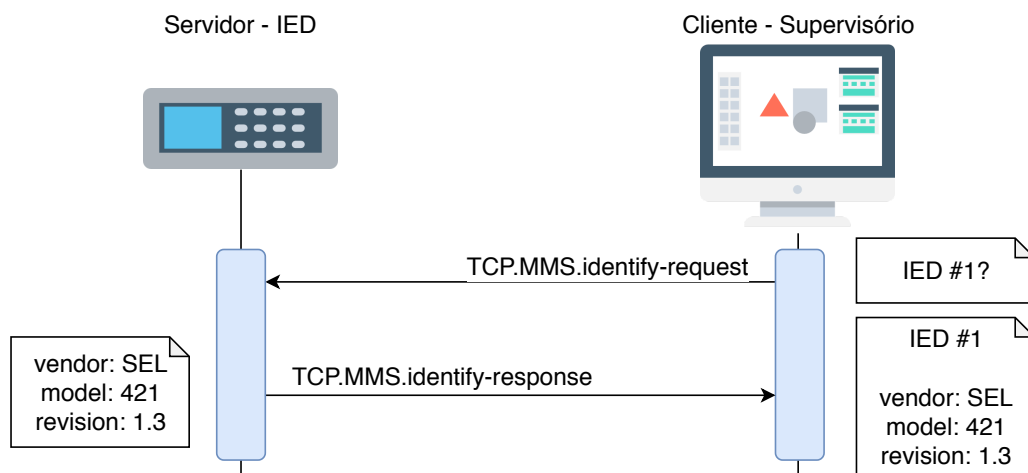 Servidor - IED
Cliente - Supervisório
TCP.MMS.identify-request
IED #1?
vendor: SEL
model: 421
revision: 1.3
TCP.MMS.identify-response
IED #1
vendor: SEL
model: 421
revision: 1.3